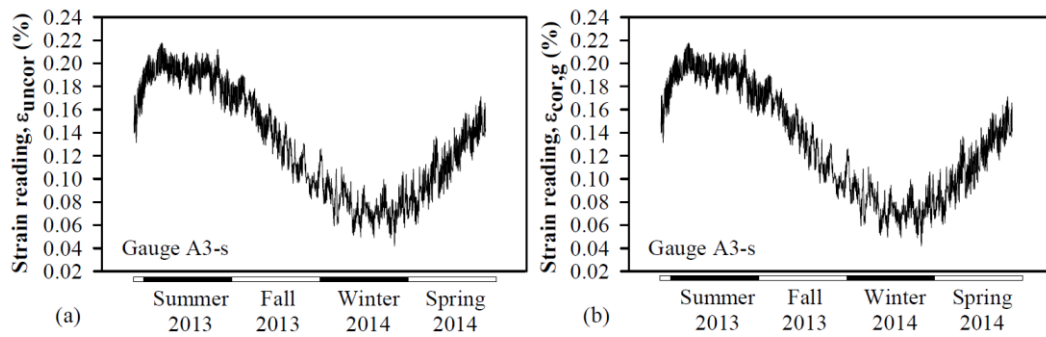 Strain reading, εuncor (%)
0.24
0.22
0.20
0.18
0.16
0.14
0.12
0.10
0.08
0.06
0.04
0.02
Gauge A3-s
Summer 2013
Fall 2013
Winter 2014
Spring 2014
(a)
Strain reading, εcor,g (%)
0.24
0.22
0.20
0.18
0.16
0.14
0.12
0.10
0.08
0.06
0.04
0.02
Gauge A3-s
Summer 2013
Fall 2013
Winter 2014
Spring 2014
(b)